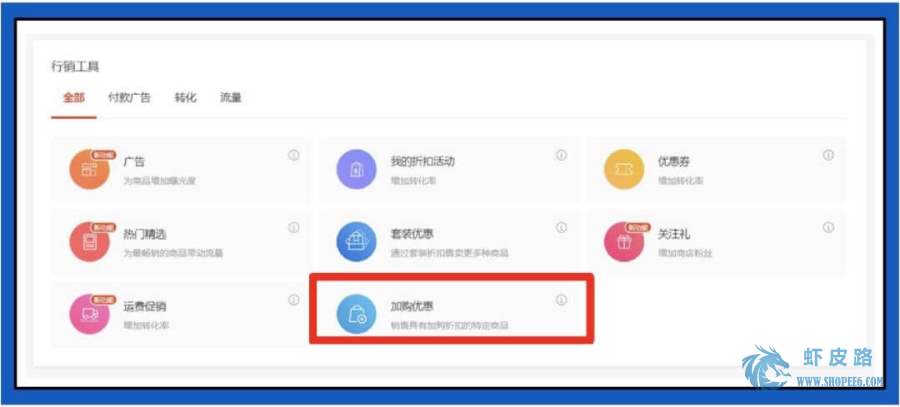 行销工具
全部 付款广告 转化 流量
新功能
广告
为商品增加曝光度
我的折扣活动
增加转化率
优惠券
增加转化率
新功能
热门精选
为最畅销的商品带动流量
套装优惠
通过套装折扣售卖更多种商品
新功能
关注礼
增加商店粉丝
新功能
运费促销
增加转化率
加购优惠
销售具有加购折扣的特定商品
虾皮路
WWW.SHOPEE6.COM